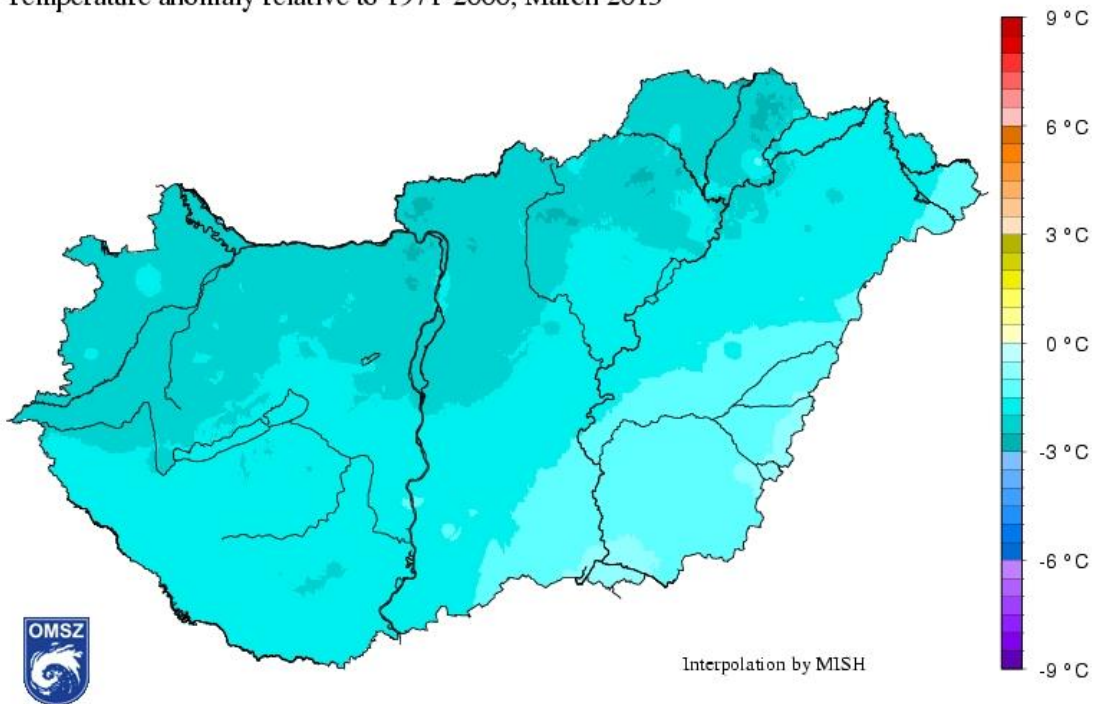 Temperature anomaly relative to 1971-2000, March 2013
9 °C
6 °C
3 °C
0 °C
-3 °C
-6 °C
-9 °C
OMSZ
Interpolation by MISH